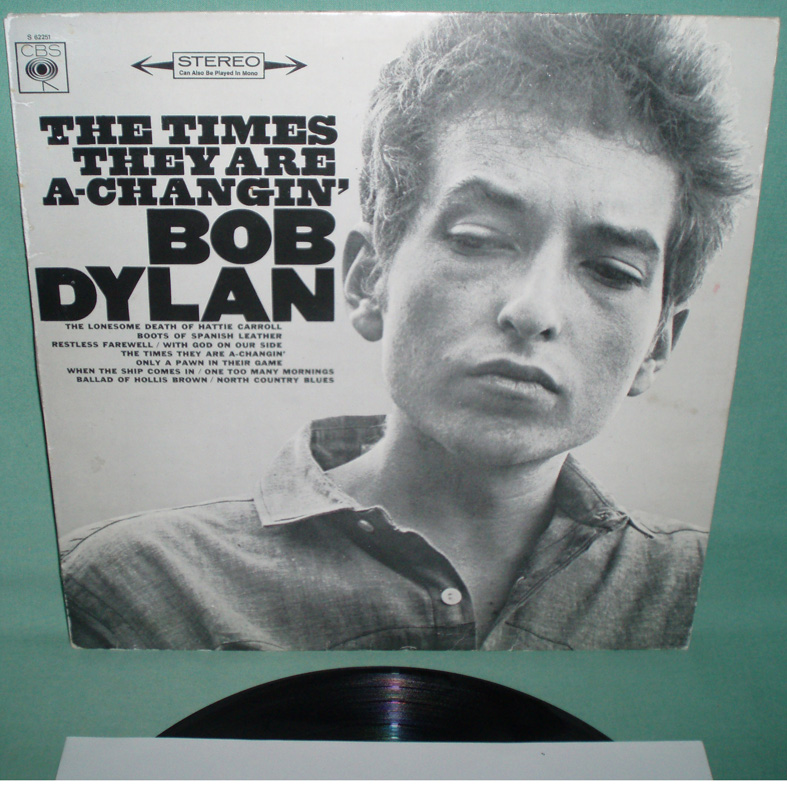 S 62251
CBS
STEREO
Can Also Be Played In Mono
THE TIMES
THEY ARE
A-CHANGIN'
BOB
DYLAN
THE LONESOME DEATH OF HATTIE CARROLL
BOOTS OF SPANISH LEATHER
RESTLESS FAREWELL / WITH GOD ON OUR SIDE
THE TIMES THEY ARE A-CHANGIN'
ONLY A PAWN IN THEIR GAME
WHEN THE SHIP COMES IN / ONE TOO MANY MORNINGS
BALLAD OF HOLLIS BROWN / NORTH COUNTRY BLUES